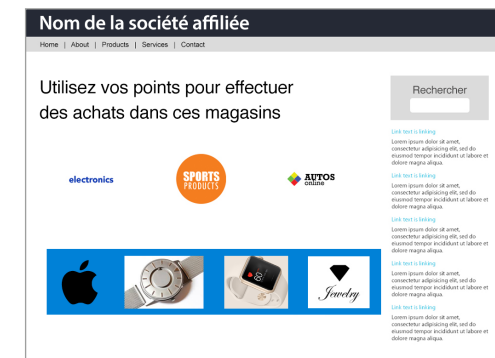 Nom de la société affiliée
Home | About | Products | Services | Contact
Utilisez vos points pour effectuer
des achats dans ces magasins
electronics
SPORTS
PRODUCTS
AUTOS
online
Jewelry
Rechercher
Link text is linking
Lorem ipsum dolor sit amet,
consectetur adipisicing elit, sed do
eiusmod tempor incididunt ut labore et
dolore magna aliqua.
Link text is linking
Lorem ipsum dolor sit amet,
consectetur adipisicing elit, sed do
eiusmod tempor incididunt ut labore et
dolore magna aliqua.
Link text is linking
Lorem ipsum dolor sit amet,
consectetur adipisicing elit, sed do
eiusmod tempor incididunt ut labore et
dolore magna aliqua.
Link text is linking
Lorem ipsum dolor sit amet,
consectetur adipisicing elit, sed do
eiusmod tempor incididunt ut labore et
dolore magna aliqua.
Link text is linking
Lorem ipsum dolor sit amet,
consectetur adipisicing elit, sed do
eiusmod tempor incididunt ut labore et
dolore magna aliqua.